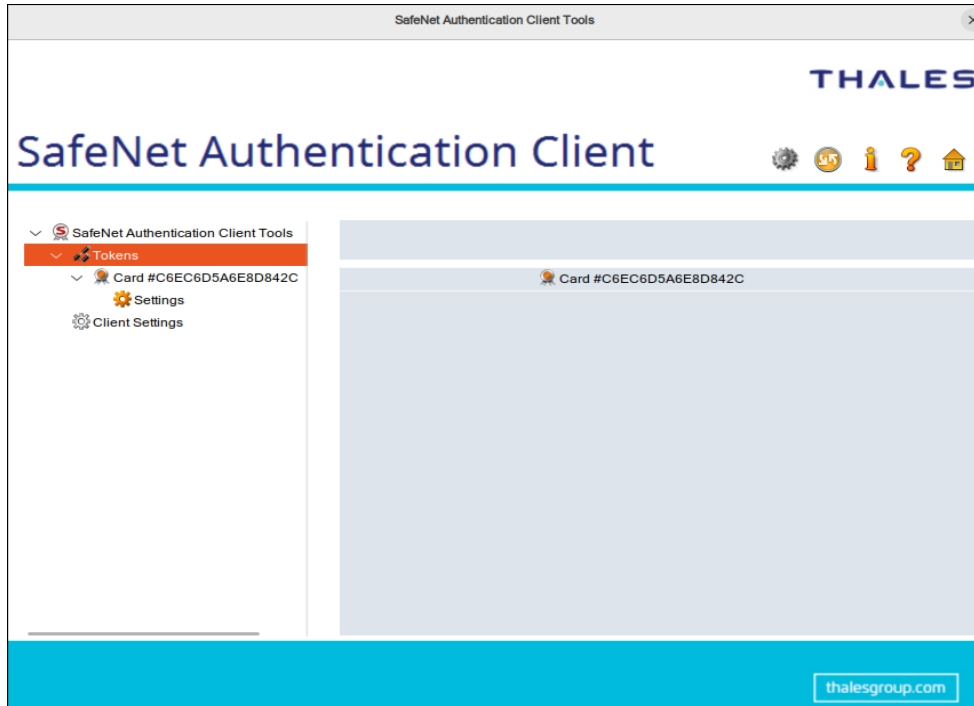 SafeNet Authentication Client Tools
THALES
SafeNet Authentication Client
SafeNet Authentication Client Tools
Tokens
Card #C6EC6D5A6E8D842C
Card #C6EC6D5A6E8D842C
Settings
Client Settings
thalesgroup.com